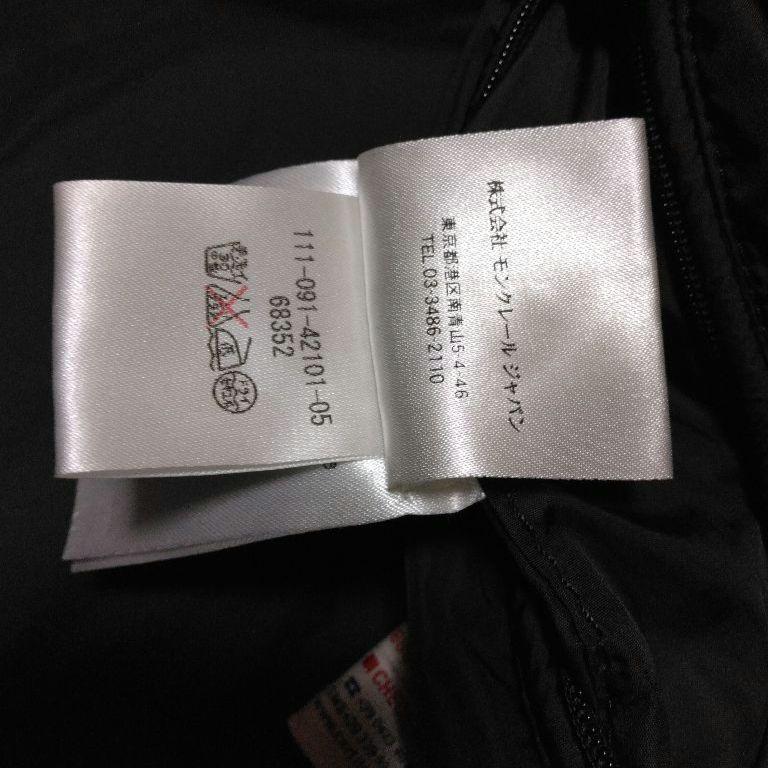 株式会社 モンクレール ジャパン
東京都港区南青山5-4-46
TEL.03-3486-2110
111-091-42101-05
68352